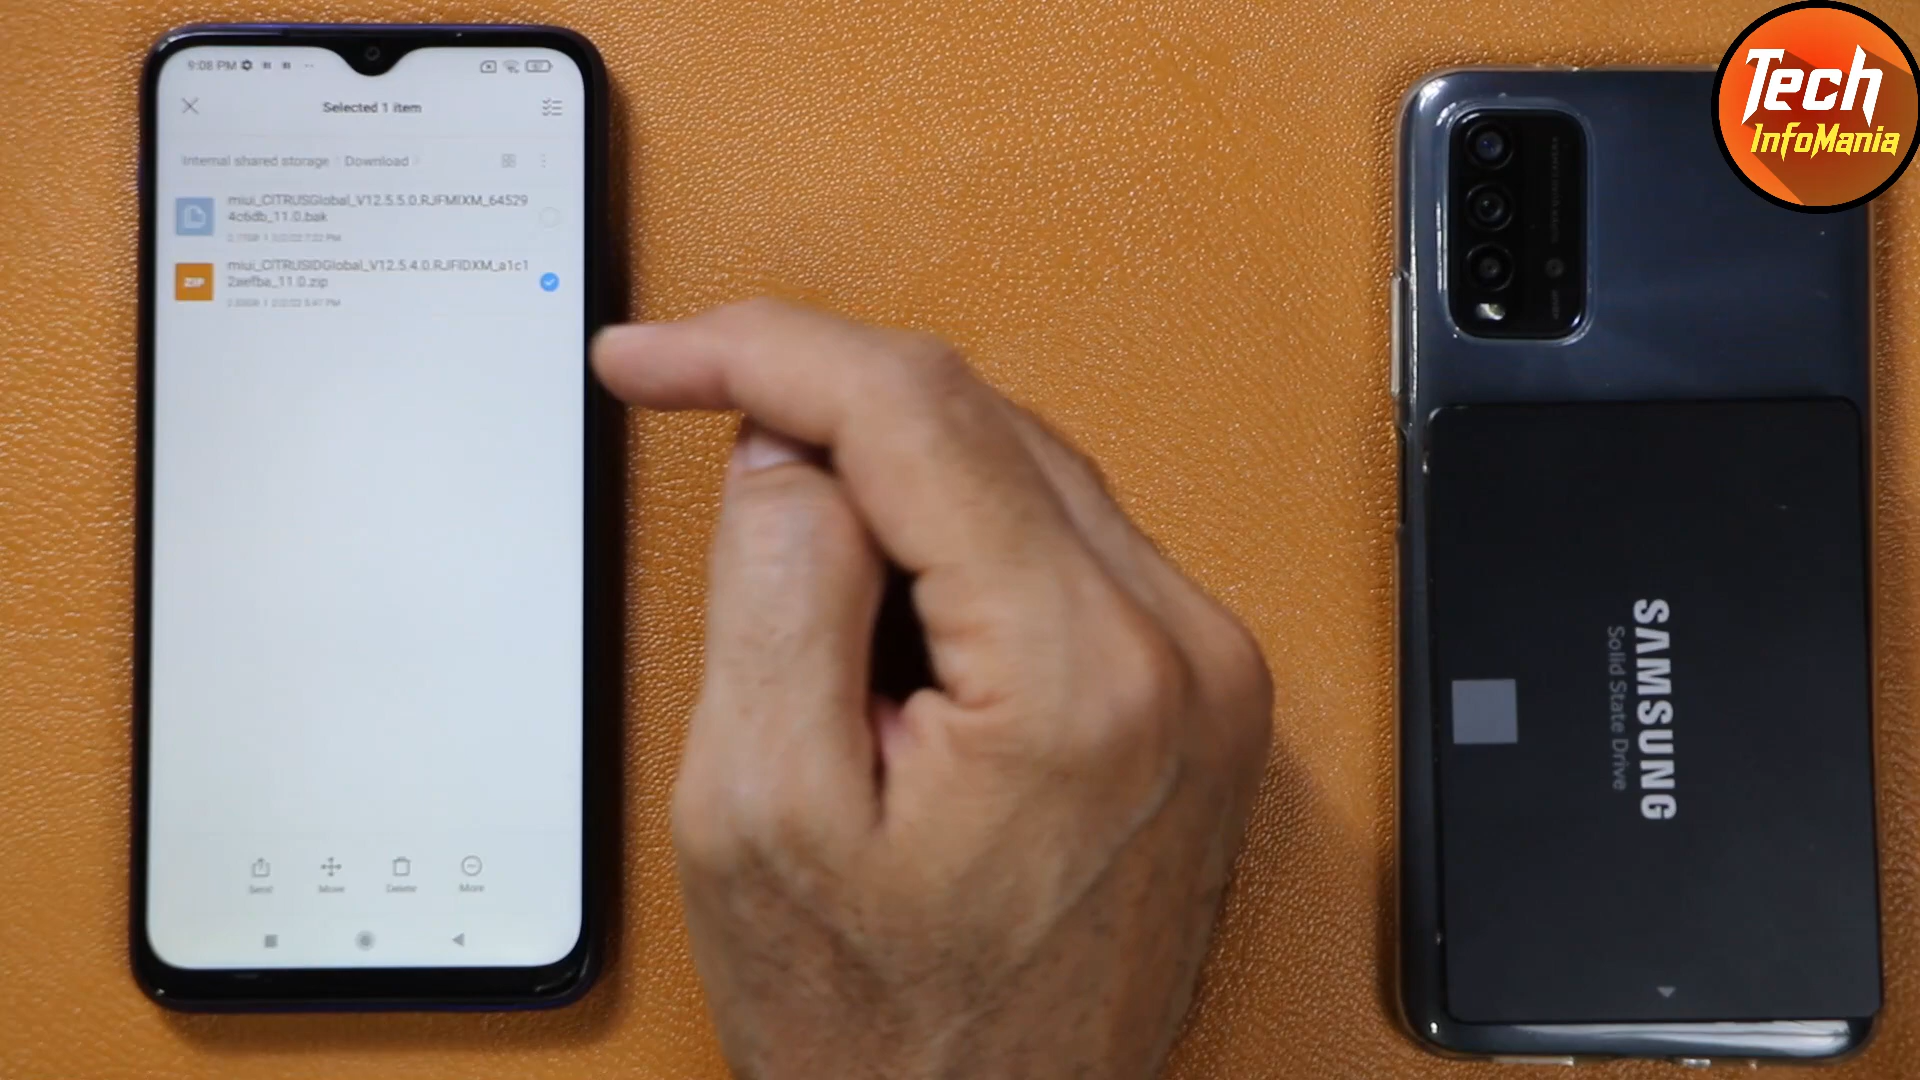 Tech
InfoMania
9:08 PM
Selected 1 item
Internal shared storage Download
miui_CITRUSGlobal_V12.5.5.0.RJFMIXM_64529
4c6db_11.0.bak
miui_CITRUSIDGlobal_V12.5.4.0.RJFIDXM_a1c1
2aefba_11.0.zip
ZIP
Send
Move
Delete
More
SAMSUNG
Solid State Drive